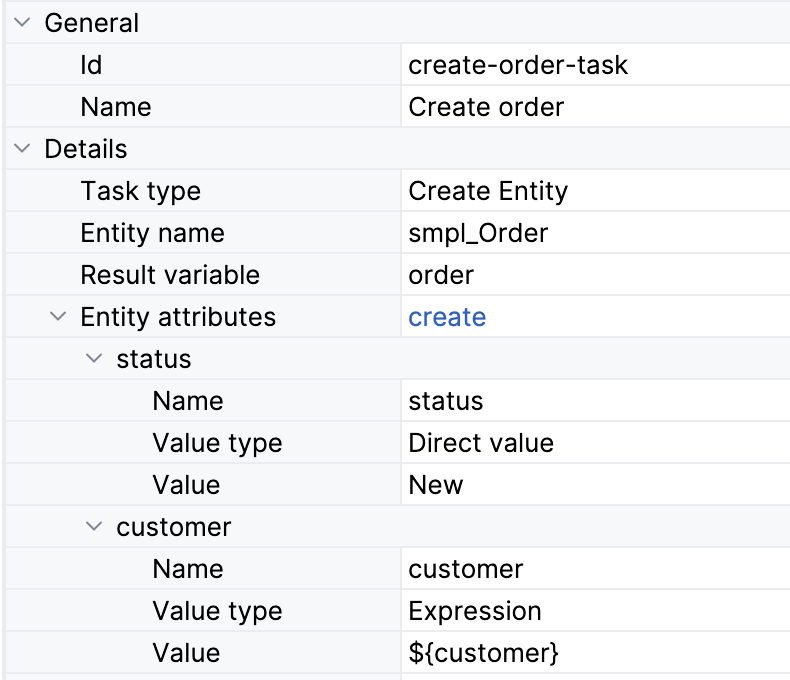 General
Id create-order-task
Name Create order
Details
Task type Create Entity
Entity name smpl_Order
Result variable order
Entity attributes create
status
Name status
Value type Direct value
Value New
customer
Name customer
Value type Expression
Value ${customer}